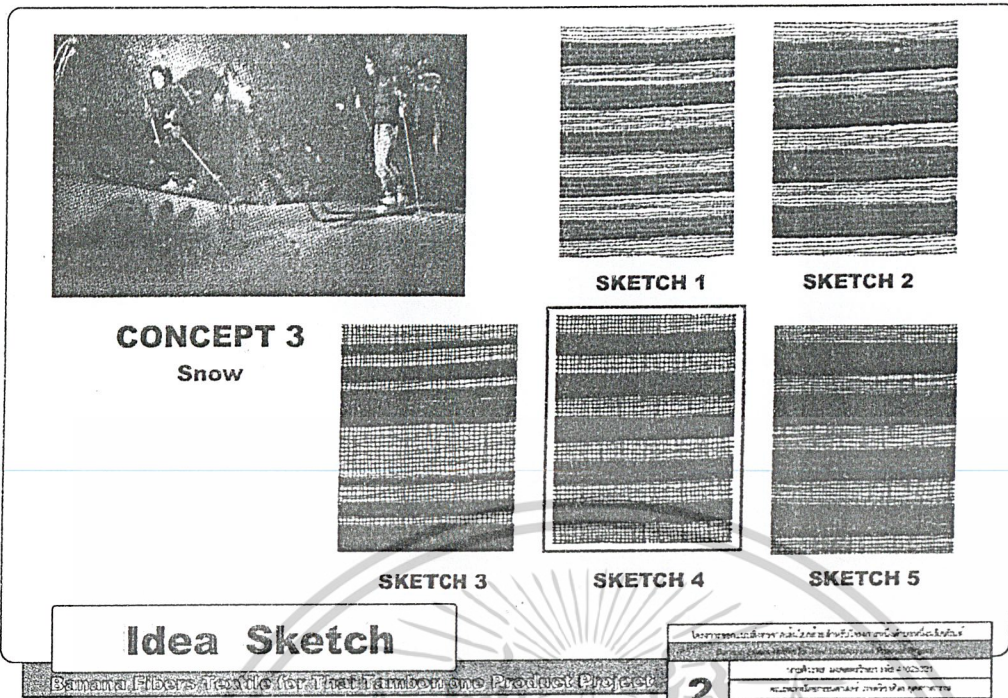 SKETCH 1
SKETCH 2
CONCEPT 3
Snow
SKETCH 3
SKETCH 4
SKETCH 5
Idea Sketch
Banana Fibers Textile for Thai Tambon one Product Project
2